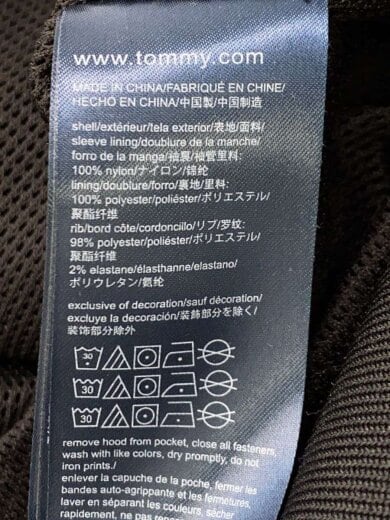 www.tommy.com
MADE IN CHINA/FABRIQUÉ EN CHINE/
HECHO EN CHINA/中国製/中国制造
shell/extérieur/tela exterior/表地/面料/
sleeve lining/doublure de la manche/
forro de la manga/袖裏/袖管里料:
100% nylon/ナイロン/锦纶
lining/doublure/forro/裏地/里料:
100% polyester/poliéster/ポリエステル/
聚酯纤维
rib/bord côte/cordoncillo/リブ/罗纹:
98% polyester/poliéster/ポリエステル/
聚酯纤维
2% elastane/élasthanne/elastano/
ポリウレタン/氨纶
exclusive of decoration/sauf décoration/
excluye la decoración/装飾部分を除く/
装饰部分除外
30
30
30
remove hood from pocket, close all fasteners,
wash with like colors, dry promptly, do not
iron prints./
enlever la capuche de la poche, fermer les
bandes auto-agrippante et les fermetures,
laver en séparant les couleurs, sécher
rapidement, ne pas repasser